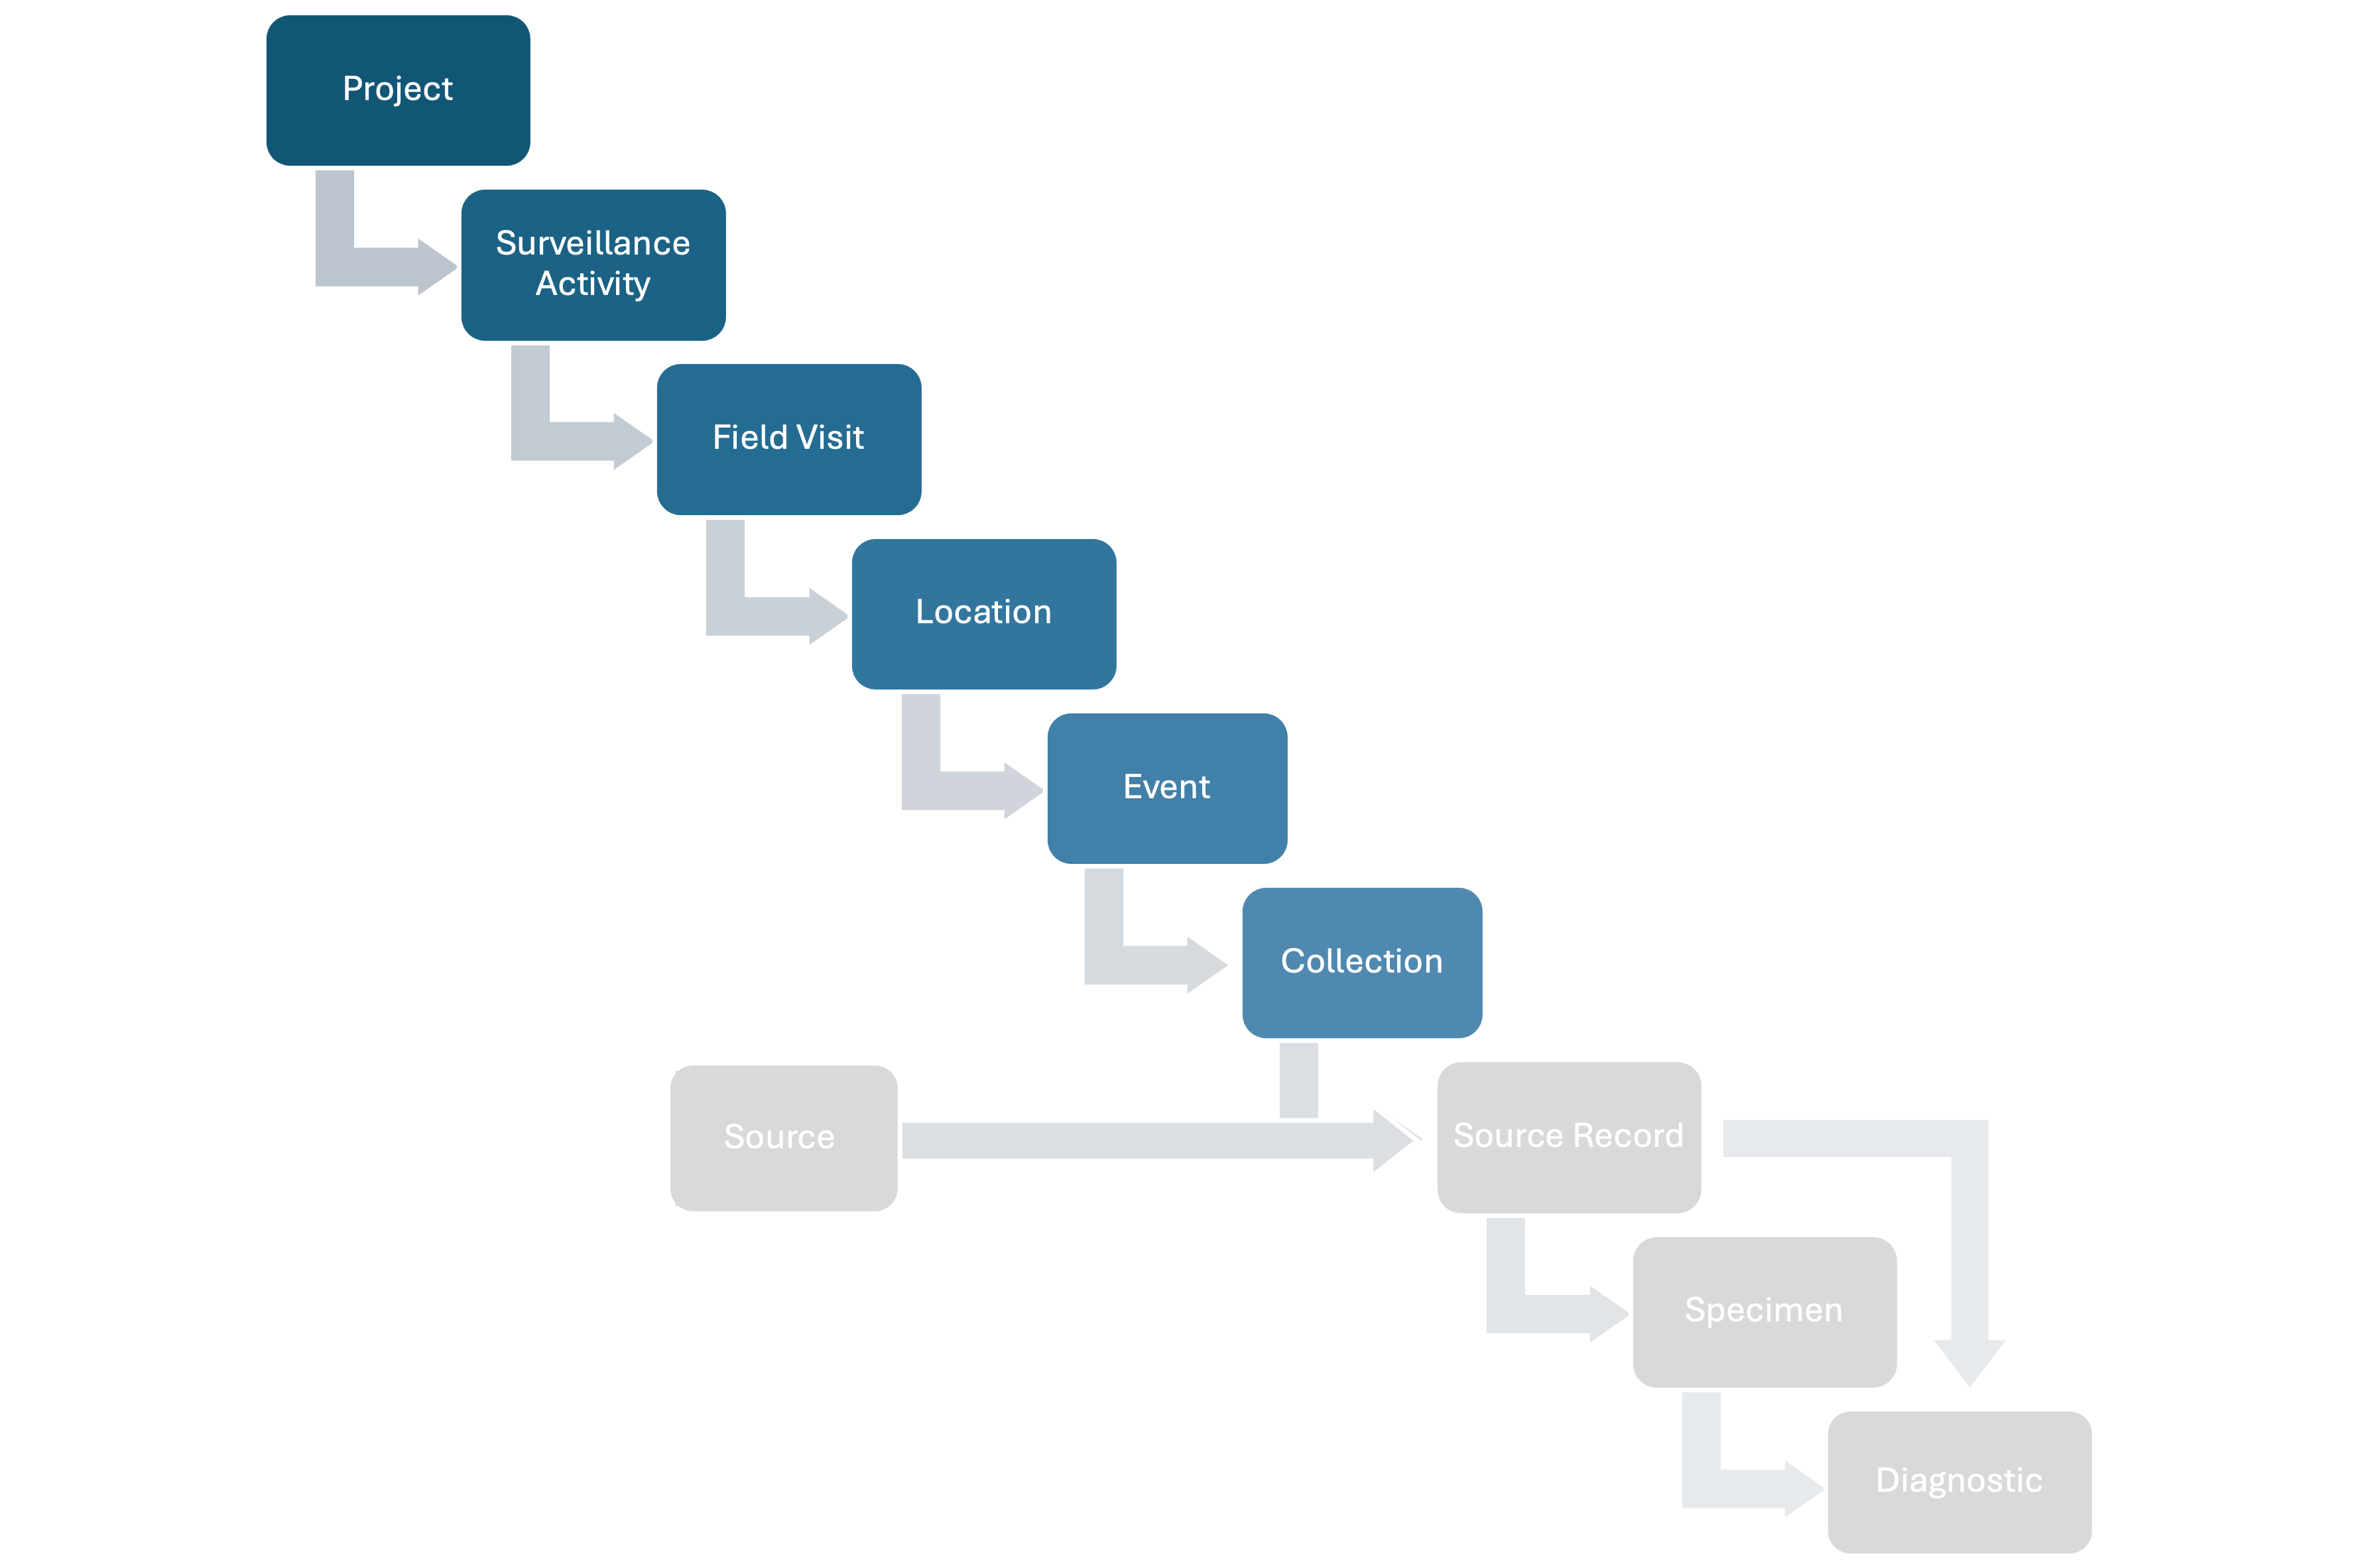 Project
Surveillance
Activity
Field Visit
Location
Event
Collection
Source
Source Record
Specimen
Diagnostic